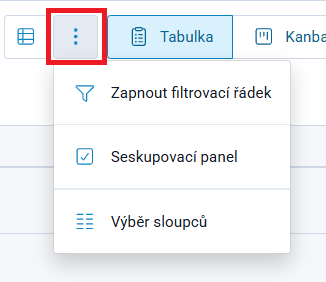 Tabulka
Kanba
Zapnout filtrovací řádek
Seskupovací panel
Výběr sloupců